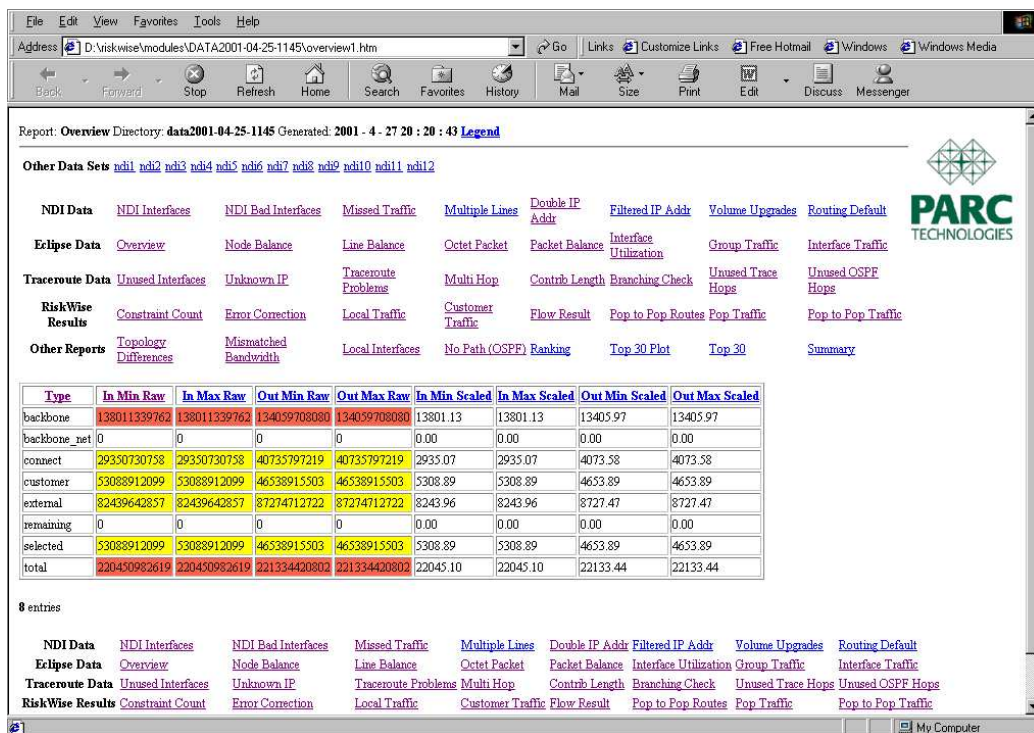 File Edit View Favorites Tools Help
Address D:\riskwise\modules\DATA2001-04-25-1145\overview1.htm Go Links Customize Links Free Hotmail Windows Windows Media
Back Forward Stop Refresh Home Search Favorites History Mail Size Print Edit Discuss Messenger
Report: Overview Directory: data2001-04-25-1145 Generated: 2001 - 4 - 27 20 : 20 : 43 Legend
Other Data Sets ndi1 ndi2 ndi3 ndi4 ndi5 ndi6 ndi7 ndi8 ndi9 ndi10 ndi11 ndi12
PARC
TECHNOLOGIES
NDI Data NDI Interfaces NDI Bad Interfaces Missed Traffic Multiple Lines Double IP Addr Filtered IP Addr Volume Upgrades Routing Default
Eclipse Data Overview Node Balance Line Balance Octet Packet Packet Balance Interface Utilization Group Traffic Interface Traffic
Traceroute Data Unused Interfaces Unknown IP Traceroute Problems Multi Hop Contrib Length Branching Check Unused Trace Hops Unused OSPF Hops
RiskWise Results Constraint Count Error Correction Local Traffic Customer Traffic Flow Result Pop to Pop Routes Pop Traffic Pop to Pop Traffic
Other Reports Topology Differences Mismatched Bandwidth Local Interfaces No Path (OSPF) Ranking Top 30 Plot Top 30 Summary
Type In Min Raw In Max Raw Out Min Raw Out Max Raw In Min Scaled In Max Scaled Out Min Scaled Out Max Scaled
backbone 138011339762 138011339762 134059708080 134059708080 13801.13 13801.13 13405.97 13405.97
backbone_net 0 0 0 0 0.00 0.00 0.00 0.00
connect 29350730758 29350730758 40735797219 40735797219 2935.07 2935.07 4073.58 4073.58
customer 53088912099 53088912099 46538915503 46538915503 5308.89 5308.89 4653.89 4653.89
external 82439642857 82439642857 87274712722 87274712722 8243.96 8243.96 8727.47 8727.47
remaining 0 0 0 0 0.00 0.00 0.00 0.00
selected 53088912099 53088912099 46538915503 46538915503 5308.89 5308.89 4653.89 4653.89
total 220450982619 220450982619 221334420802 221334420802 22045.10 22045.10 22133.44 22133.44
8 entries
NDI Data NDI Interfaces NDI Bad Interfaces Missed Traffic Multiple Lines Double IP Addr Filtered IP Addr Volume Upgrades Routing Default
Eclipse Data Overview Node Balance Line Balance Octet Packet Packet Balance Interface Utilization Group Traffic Interface Traffic
Traceroute Data Unused Interfaces Unknown IP Traceroute Problems Multi Hop Contrib Length Branching Check Unused Trace Hops Unused OSPF Hops
RiskWise Results Constraint Count Error Correction Local Traffic Customer Traffic Flow Result Pop to Pop Routes Pop Traffic Pop to Pop Traffic
My Computer